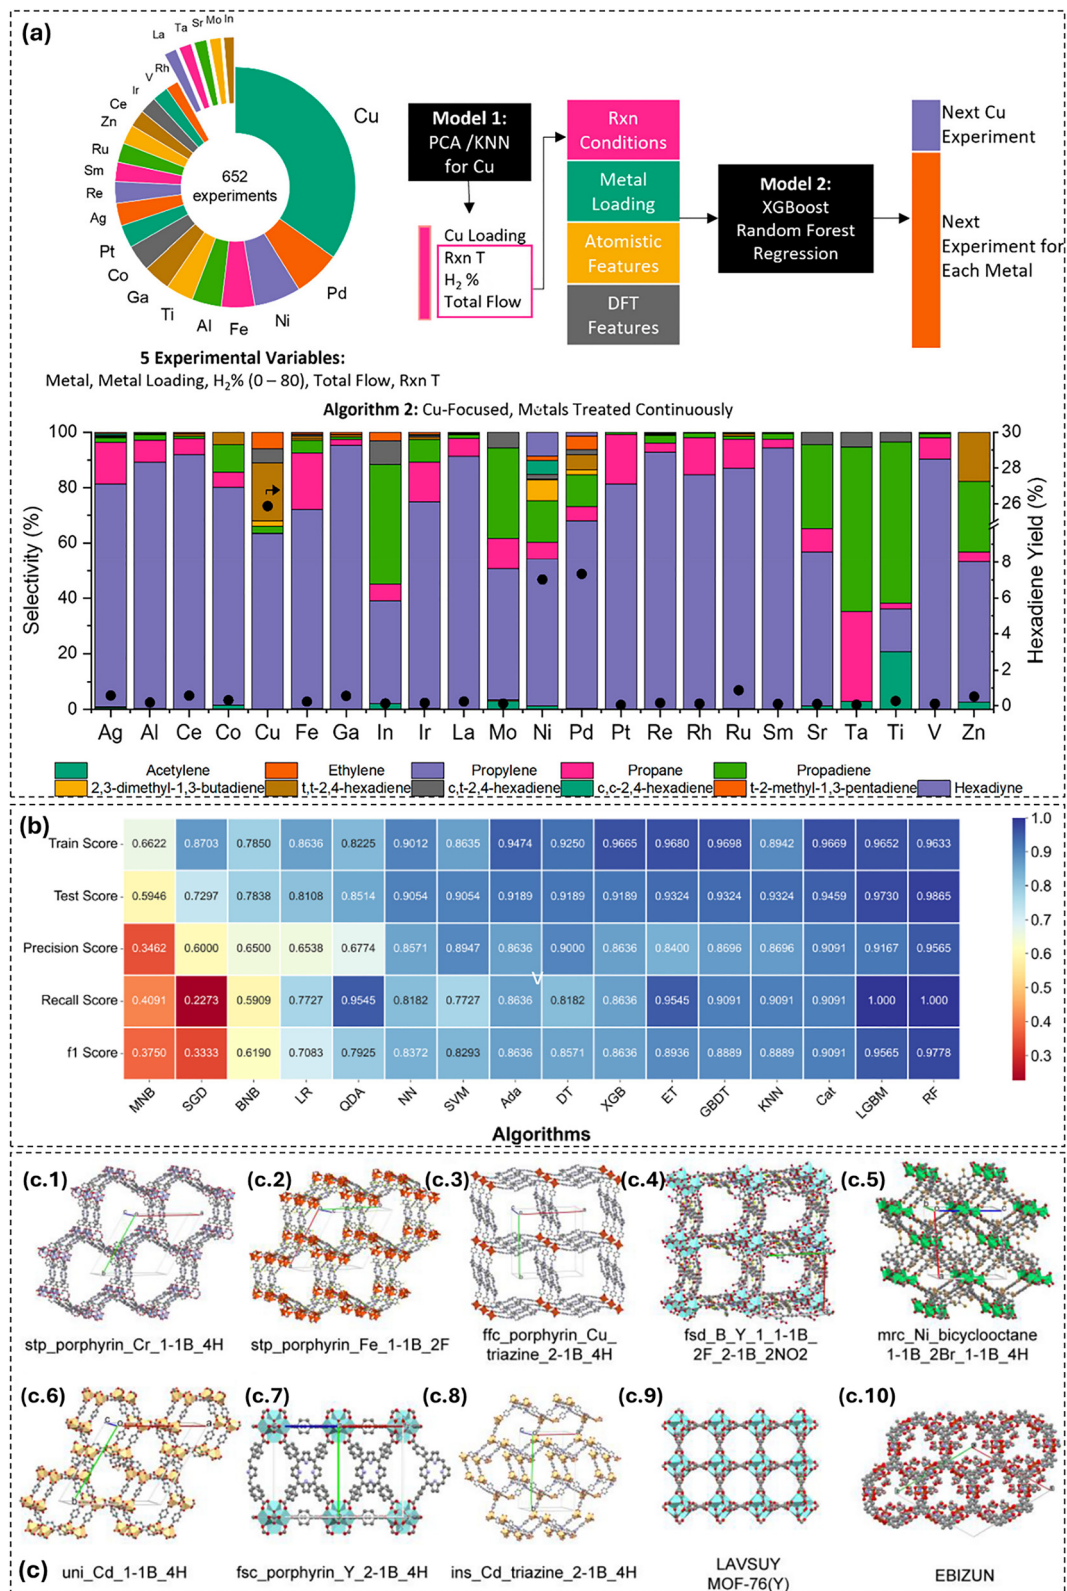 (a)
La
Ta
Sr
Mo
In
Rh
V
Ir
Ce
Zn
Ru
Sm
Re
Ag
Pt
Co
Ga
Ti
Al
Fe
Ni
Pd
Cu
652
experiments
Model 1:
PCA /KNN
for Cu
Cu Loading
Rxn T
H₂ %
Total Flow
Rxn
Conditions
Metal
Loading
Atomistic
Features
DFT
Features
Model 2:
XGBoost
Random Forest
Regression
Next Cu
Experiment
Next
Experiment for
Each Metal
5 Experimental Variables:
Metal, Metal Loading, H₂% (0 – 80), Total Flow, Rxn T
Algorithm 2: Cu-Focused, Metals Treated Continuously
Selectivity (%)
100
80
60
40
20
0
Hexadiene Yield (%)
30
28
26
8
6
4
2
0
Ag Al Ce Co Cu Fe Ga In Ir La Mo Ni Pd Pt Re Rh Ru Sm Sr Ta Ti V Zn
Acetylene Ethylene Propylene Propane Propadiene
2,3-dimethyl-1,3-butadiene t,t-2,4-hexadiene c,t-2,4-hexadiene c,c-2,4-hexadiene t-2-methyl-1,3-pentadiene Hexadiyne
(b)
Train Score 0.6622 0.8703 0.7850 0.8636 0.8225 0.9012 0.8635 0.9474 0.9250 0.9665 0.9680 0.9698 0.8942 0.9669 0.9652 0.9633
Test Score 0.5946 0.7297 0.7838 0.8108 0.8514 0.9054 0.9054 0.9189 0.9189 0.9189 0.9324 0.9324 0.9324 0.9459 0.9730 0.9865
Precision Score 0.3462 0.6000 0.6500 0.6538 0.6774 0.8571 0.8947 0.8636 0.9000 0.8636 0.8400 0.8696 0.8696 0.9091 0.9167 0.9565
V
Recall Score 0.4091 0.2273 0.5909 0.7727 0.9545 0.8182 0.7727 0.8636 0.8182 0.8636 0.9545 0.9091 0.9091 0.9091 1.000 1.000
f1 Score 0.3750 0.3333 0.6190 0.7083 0.7925 0.8372 0.8293 0.8636 0.8571 0.8636 0.8936 0.8889 0.8889 0.9091 0.9565 0.9778
MNB SGD BNB LR QDA NN SVM Ada DT XGB ET GBDT KNN Cat LGBM RF
Algorithms
1.0
0.9
0.8
0.7
0.6
0.5
0.4
0.3
(c.1)
stp_porphyrin_Cr_1-1B_4H
(c.2)
stp_porphyrin_Fe_1-1B_2F
(c.3)
ffc_porphyrin_Cu_
triazine_2-1B_4H
(c.4)
fsd_B_Y_1_1-1B_
2F_2-1B_2NO2
(c.5)
mrc_Ni_bicyclooctane
1-1B_2Br_1-1B_4H
(c.6)
uni_Cd_1-1B_4H
(c.7)
fsc_porphyrin_Y_2-1B_4H
(c.8)
ins_Cd_triazine_2-1B_4H
(c.9)
LAVSUY
MOF-76(Y)
(c.10)
EBIZUN
(c)